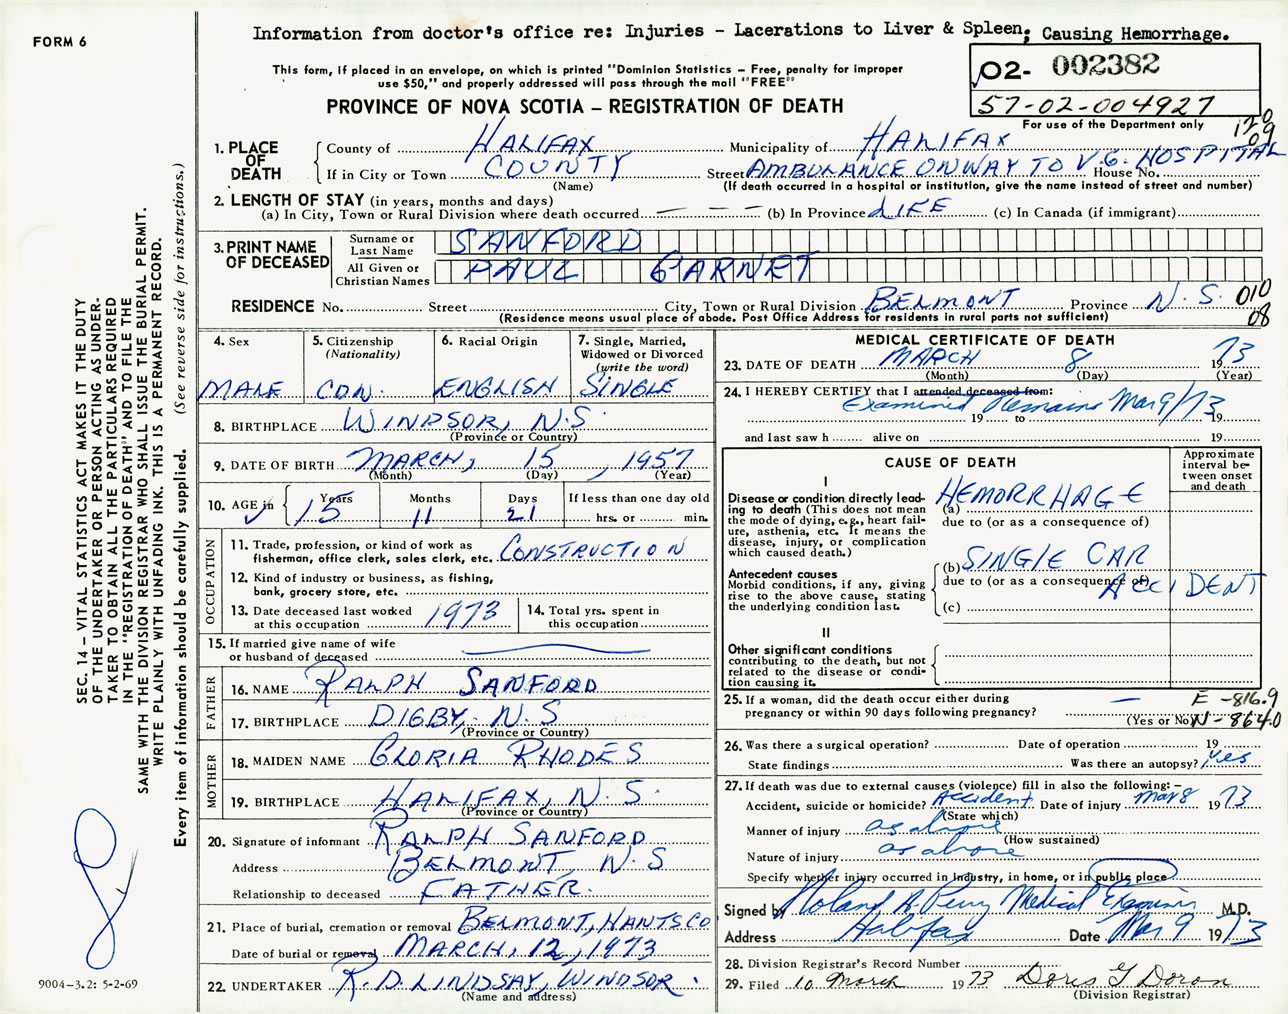 FORM 6
Information from doctor's office re: Injuries - Lacerations to Liver & Spleen, Causing Hemorrhage.
This form, if placed in an envelope, on which is printed "Dominion Statistics - Free, penalty for improper
use $50," and properly addressed will pass through the mail "FREE"
02- 002382
57-02-004927
For use of the Department only
PROVINCE OF NOVA SCOTIA – REGISTRATION OF DEATH
120
09
1. PLACE OF DEATH
County of HALIFAX Municipality of HALIFAX
If in City or Town COUNTY Street AMBULANCE ONWAY TO V.G. HOSPITAL House No.
(Name) (If death occurred in a hospital or institution, give the name instead of street and number)
2. LENGTH OF STAY (in years, months and days)
(a) In City, Town or Rural Division where death occurred — — — (b) In Province LIFE (c) In Canada (if immigrant)
3. PRINT NAME OF DECEASED
Surname or Last Name SANFORD
All Given or Christian Names PAUL GARNET
RESIDENCE No. Street City, Town or Rural Division BELMONT Province N.S. 010
08
(Residence means usual place of abode. Post Office Address for residents in rural parts not sufficient)
4. Sex MALE
5. Citizenship (Nationality) CDN.
6. Racial Origin ENGLISH
7. Single, Married, Widowed or Divorced (write the word) SINGLE
8. BIRTHPLACE WINDSOR, N.S.
(Province or Country)
9. DATE OF BIRTH MARCH, 15, 1957
(Month) (Day) (Year)
10. AGE in Years 15 Months 11 Days 21 If less than one day old hrs. or min.
OCCUPATION
11. Trade, profession, or kind of work as
fisherman, office clerk, sales clerk, etc. CONSTRUCTION
12. Kind of industry or business, as fishing,
bank, grocery store, etc.
13. Date deceased last worked
at this occupation 1973
14. Total yrs. spent in
this occupation
15. If married give name of wife
or husband of deceased —
FATHER
16. NAME RALPH SANFORD
17. BIRTHPLACE DIGBY, N.S
(Province or Country)
MOTHER
18. MAIDEN NAME GLORIA RHODES
19. BIRTHPLACE HALIFAX, N.S.
(Province or Country)
20. Signature of informant RALPH SANFORD
Address BELMONT, N.S
Relationship to deceased FATHER.
21. Place of burial, cremation or removal BELMONT, HANTS CO
Date of burial or removal MARCH, 12, 1973
22. UNDERTAKER R.D. LINDSAY, WINDSOR.
(Name and address)
MEDICAL CERTIFICATE OF DEATH
23. DATE OF DEATH MARCH 8 1973
(Month) (Day) (Year)
24. I HEREBY CERTIFY that I attended deceased from:
Examined Remains Mar 9/73
19 to 19
and last saw h alive on 19
CAUSE OF DEATH
Approximate interval between onset and death
I
Disease or condition directly leading to death (This does not mean the mode of dying, e.g., heart failure, asthenia, etc. It means the disease, injury, or complication which caused death.)
(a) HEMORRHAGE
due to (or as a consequence of)
Antecedent causes
Morbid conditions, if any, giving rise to the above cause, stating the underlying condition last.
(b) SINGLE CAR
due to (or as a consequence of) ACCIDENT
(c)
II
Other significant conditions
contributing to the death, but not related to the disease or condition causing it.
25. If a woman, did the death occur either during
pregnancy or within 90 days following pregnancy? —
(Yes or No)
E-816.9
N-864.0
26. Was there a surgical operation? Date of operation 19
State findings Was there an autopsy? Yes
27. If death was due to external causes (violence) fill in also the following:-
Accident, suicide or homicide? Accident Date of injury Mar 8 1973
(State which)
Manner of injury as above
(How sustained)
Nature of injury as above
Specify whether injury occurred in industry, in home, or in public place
Signed by Roland A. Perry Medical Examiner M.D.
Address Halifax Date Mar 9 1973
28. Division Registrar's Record Number
29. Filed 10 March 1973 Doris G Doron
(Division Registrar)
SEC. 14 – VITAL STATISTICS ACT MAKES IT THE DUTY
OF THE UNDERTAKER OR PERSON ACTING AS UNDER-
TAKER TO OBTAIN ALL THE PARTICULARS REQUIRED
IN THE "REGISTRATION OF DEATH" AND TO FILE THE
SAME WITH THE DIVISION REGISTRAR WHO SHALL ISSUE THE BURIAL PERMIT.
WRITE PLAINLY WITH UNFADING INK. THIS IS A PERMANENT RECORD.
Every item of information should be carefully supplied. (See reverse side for instructions.)
9004-3.2: 5-2-69